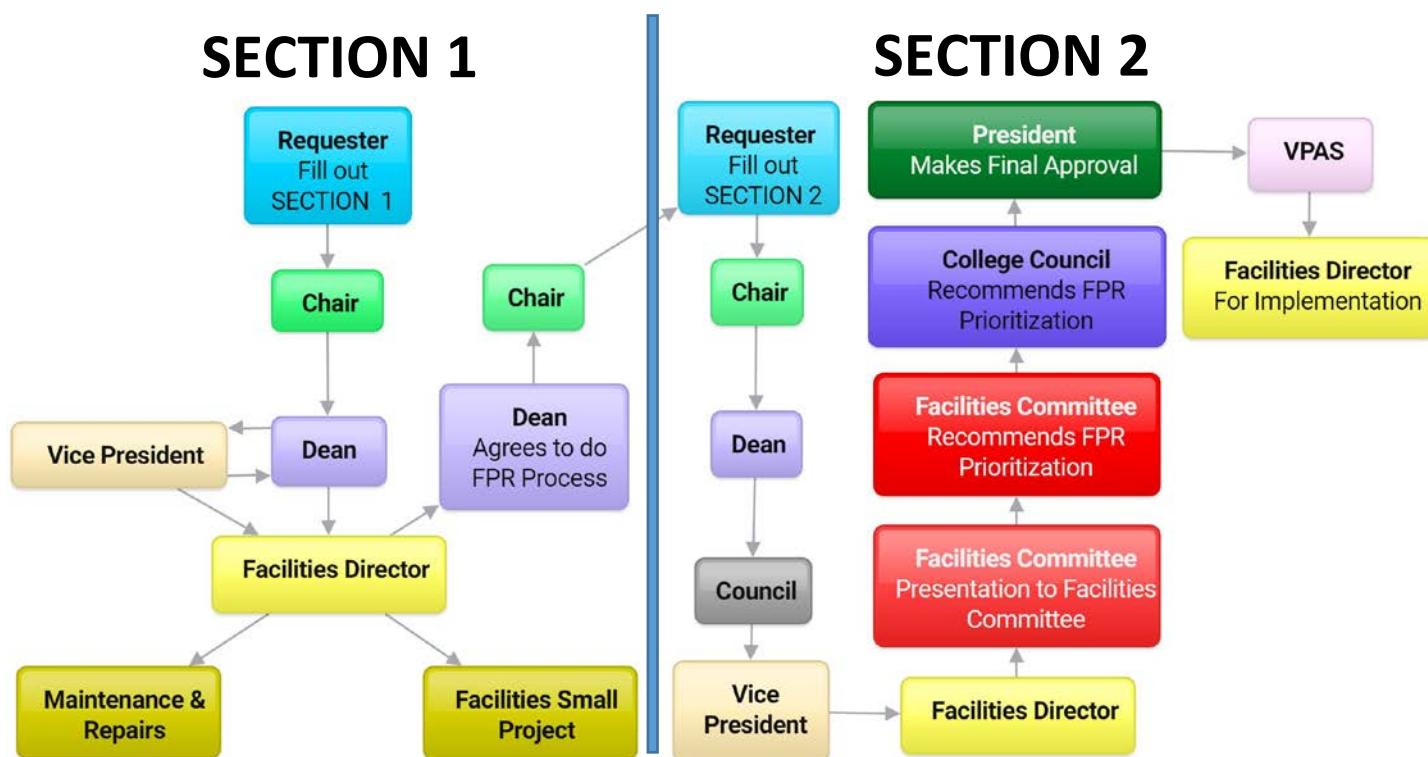 SECTION 1
Requester
Fill out
SECTION 1
Chair
Vice President
Dean
Facilities Director
Maintenance &
Repairs
Facilities Small
Project
Dean
Agrees to do
FPR Process
Chair
SECTION 2
Requester
Fill out
SECTION 2
Chair
Dean
Council
Vice
President
Facilities Director
Facilities Committee
Presentation to Facilities
Committee
Facilities Committee
Recommends FPR
Prioritization
College Council
Recommends FPR
Prioritization
President
Makes Final Approval
VPAS
Facilities Director
For Implementation